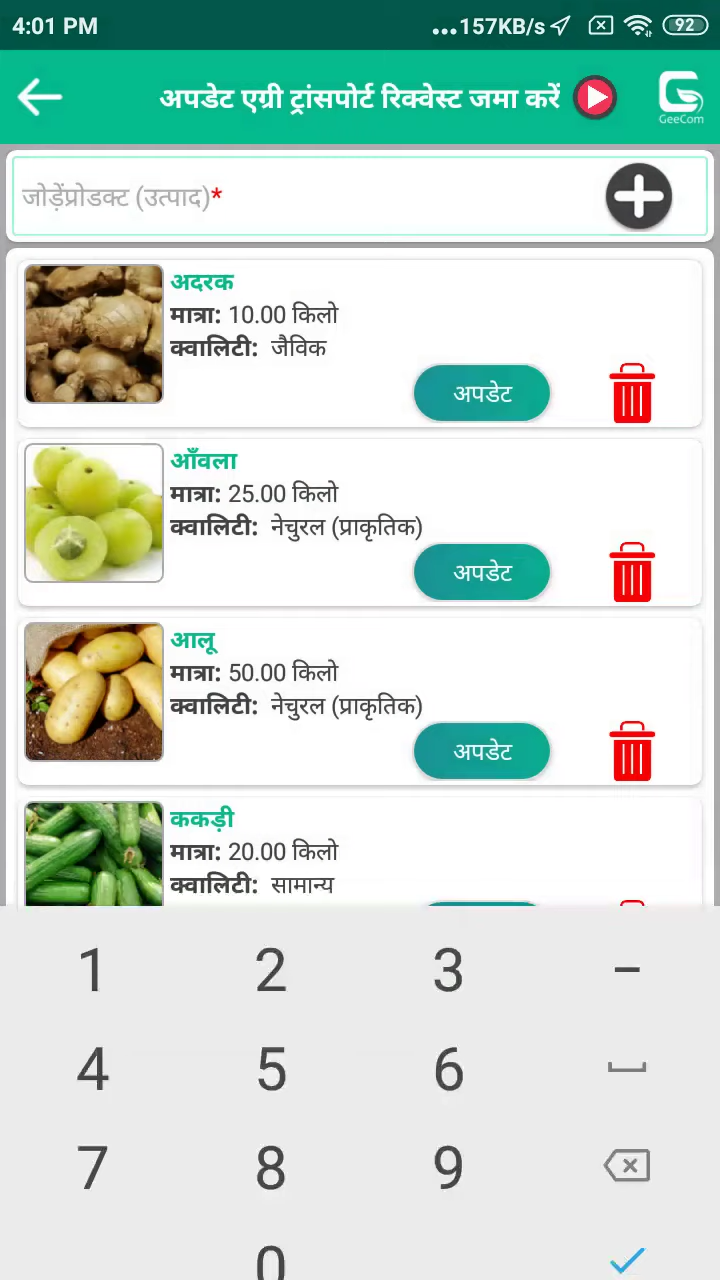 4:01 PM
...157KB/s 92
अपडेट एग्री ट्रांसपोर्ट रिक्वेस्ट जमा करें
GeeCom
जोड़ेंप्रोडक्ट (उत्पाद)*
अदरक
मात्रा: 10.00 किलो
क्वालिटी: जैविक
अपडेट
आँवला
मात्रा: 25.00 किलो
क्वालिटी: नेचुरल (प्राकृतिक)
अपडेट
आलू
मात्रा: 50.00 किलो
क्वालिटी: नेचुरल (प्राकृतिक)
अपडेट
ककड़ी
मात्रा: 20.00 किलो
क्वालिटी: सामान्य
1 2 3 –
4 5 6
7 8 9
0